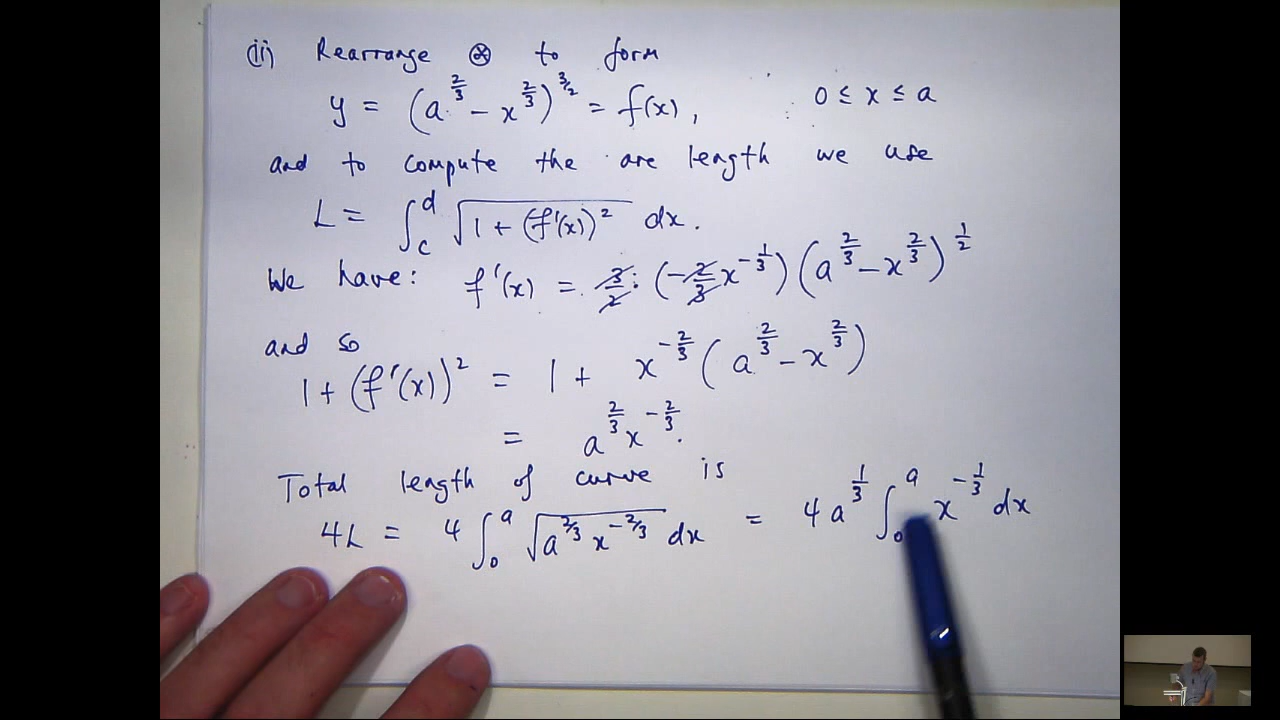 (ii) Rearrange ⊛ to form
y = (a^{2/3} − x^{2/3})^{3/2} = f(x), 0 ≤ x ≤ a
and to compute the arc length we use
L = ∫_c^d √(1 + (f'(x))²) dx.
We have: f'(x) = 3/2 · (−2/3 x^{−1/3}) (a^{2/3} − x^{2/3})^{1/2}
and so
1 + (f'(x))² = 1 + x^{−2/3} (a^{2/3} − x^{2/3})
= a^{2/3} x^{−2/3}.
Total length of curve is
4L = 4 ∫_0^a √(a^{2/3} x^{−2/3}) dx = 4a^{1/3} ∫_0^a x^{−1/3} dx